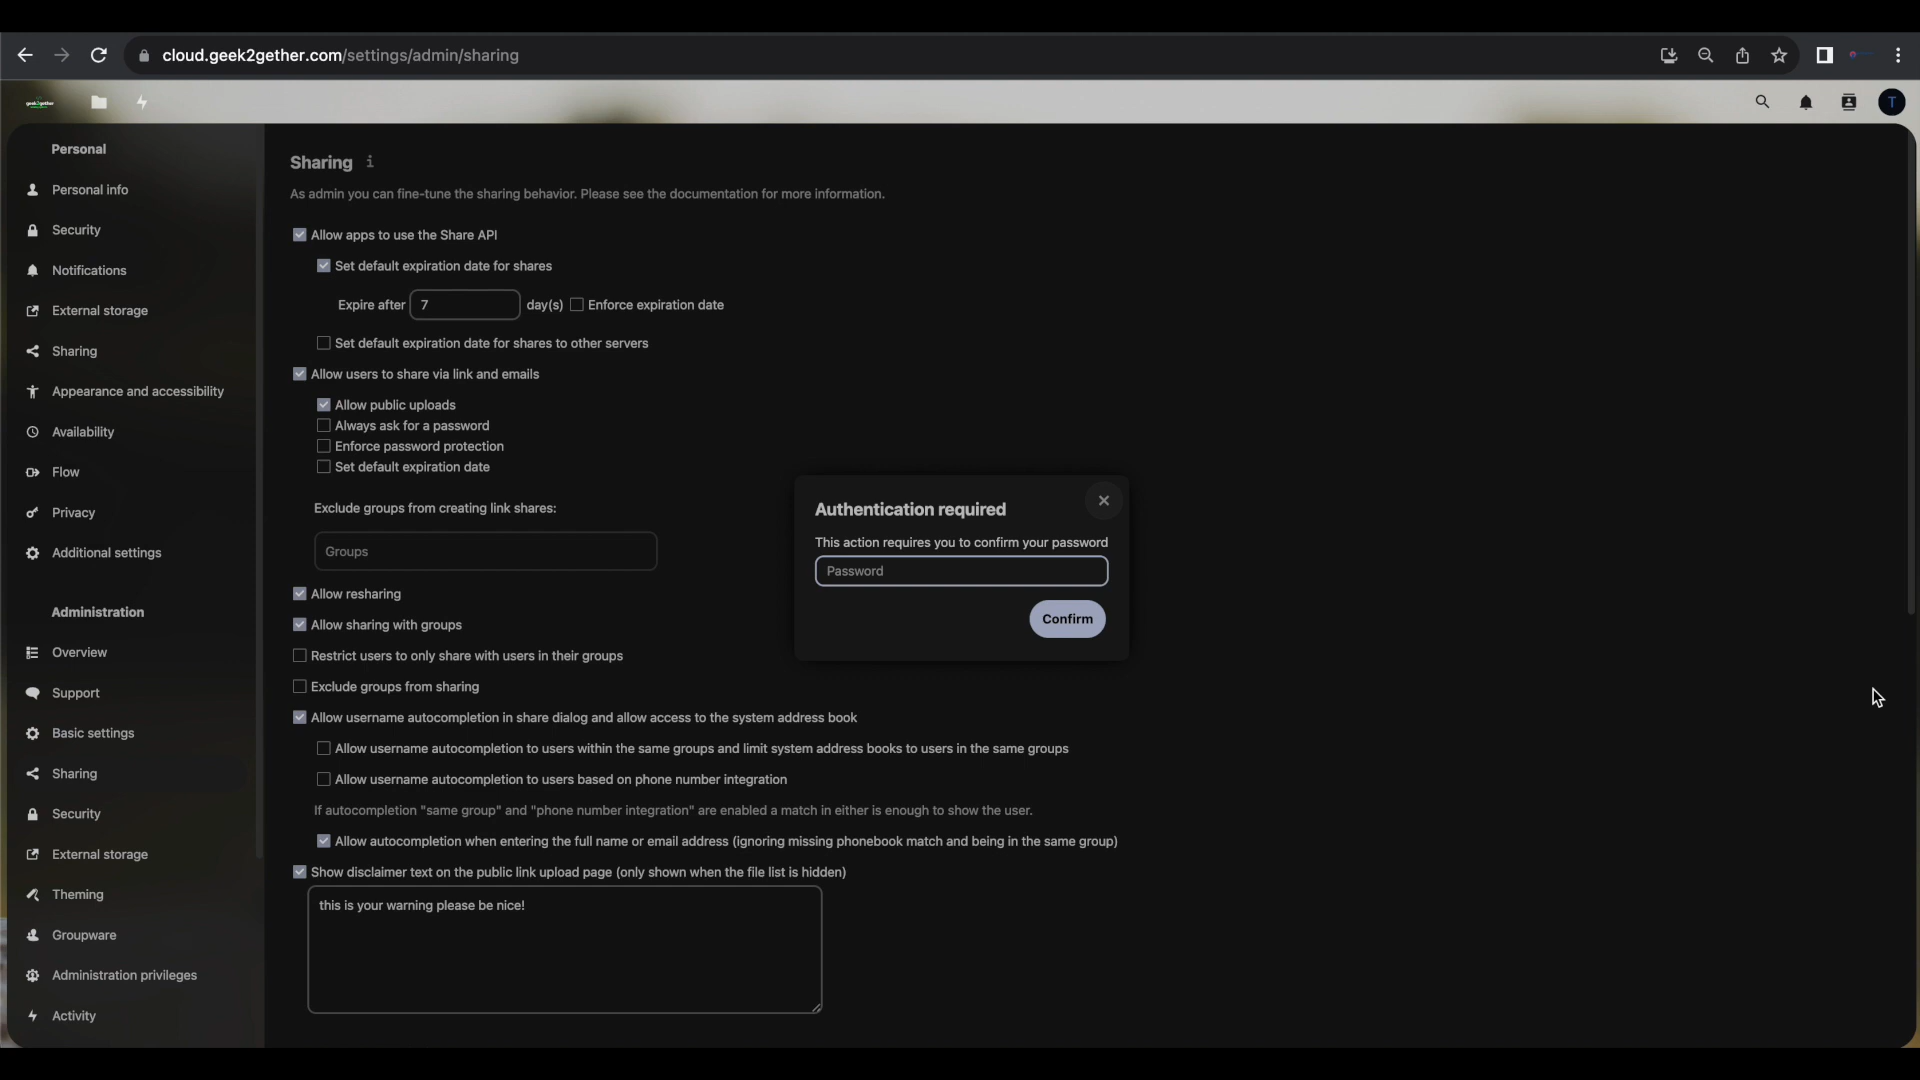 cloud.geek2gether.com/settings/admin/sharing
geek2gether
T
Personal
Personal info
Security
Notifications
External storage
Sharing
Appearance and accessibility
Availability
Flow
Privacy
Additional settings
Administration
Overview
Support
Basic settings
Sharing
Security
External storage
Theming
Groupware
Administration privileges
Activity
Sharing i
As admin you can fine-tune the sharing behavior. Please see the documentation for more information.
Allow apps to use the Share API
Set default expiration date for shares
Expire after 7 day(s) Enforce expiration date
Set default expiration date for shares to other servers
Allow users to share via link and emails
Allow public uploads
Always ask for a password
Enforce password protection
Set default expiration date
Exclude groups from creating link shares:
Groups
Allow resharing
Allow sharing with groups
Restrict users to only share with users in their groups
Exclude groups from sharing
Allow username autocompletion in share dialog and allow access to the system address book
Allow username autocompletion to users within the same groups and limit system address books to users in the same groups
Allow username autocompletion to users based on phone number integration
If autocompletion "same group" and "phone number integration" are enabled a match in either is enough to show the user.
Allow autocompletion when entering the full name or email address (ignoring missing phonebook match and being in the same group)
Show disclaimer text on the public link upload page (only shown when the file list is hidden)
this is your warning please be nice!
Authentication required
This action requires you to confirm your password
Password
Confirm